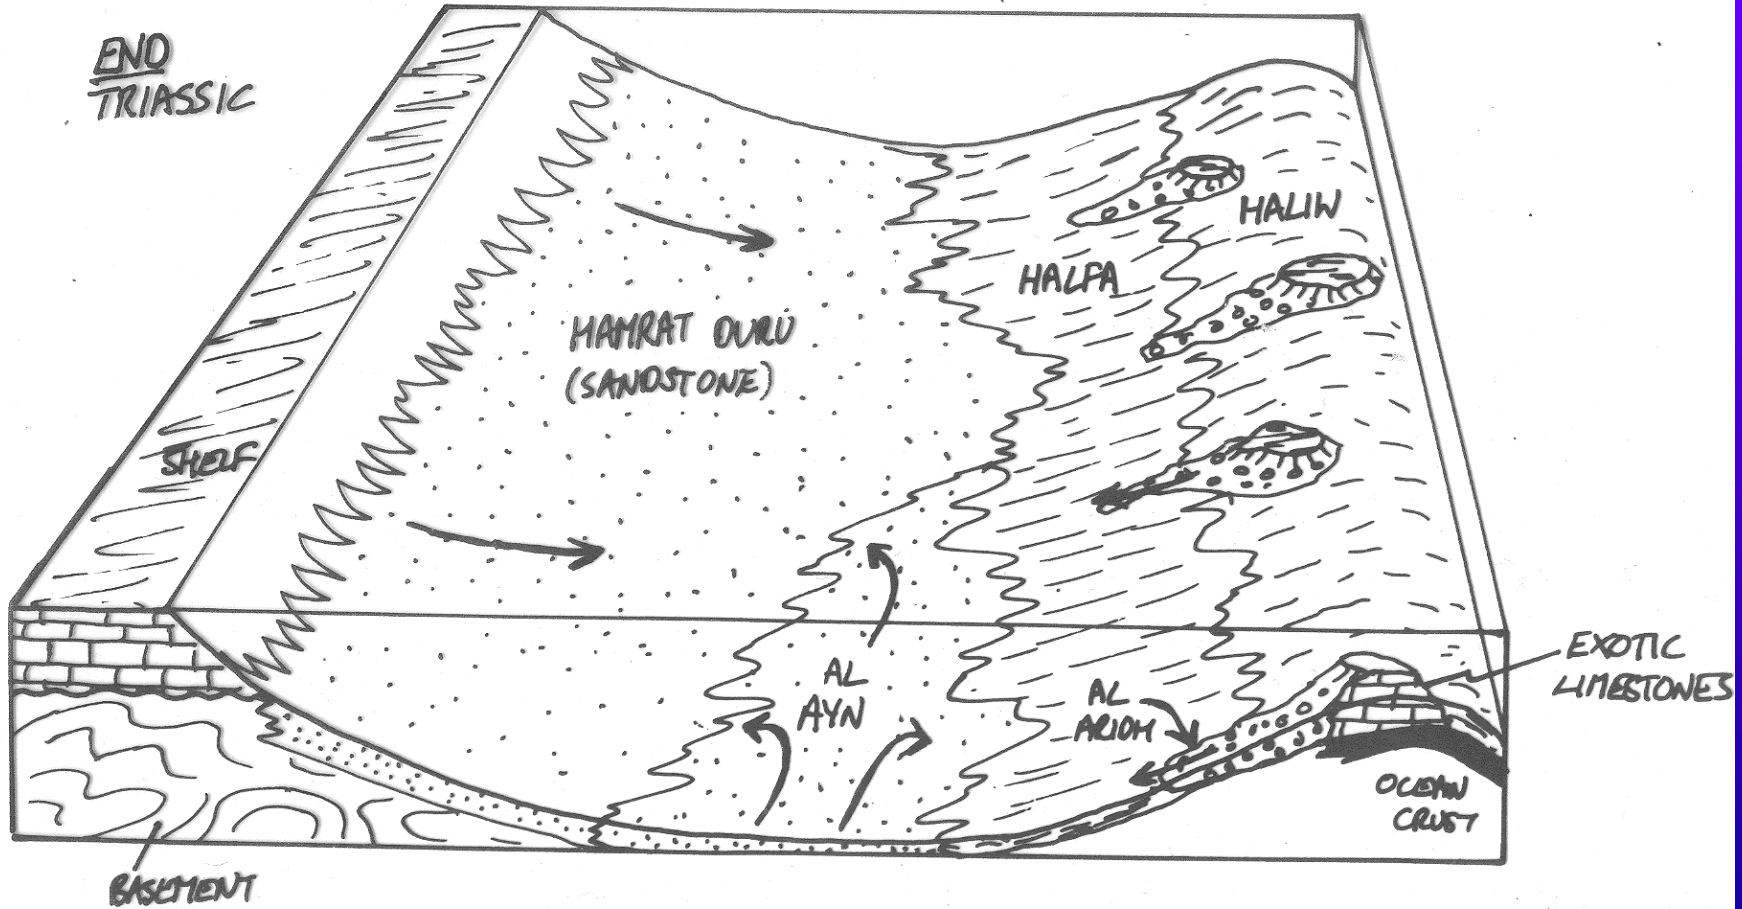 END
TRIASSIC
HALIW
HALFA
HAMRAT DURU
(SANDSTONE)
SHELF
EXOTIC
LIMESTONES
AL
AYN
AL
ARIDH
OCEAN
CRUST
BASEMENT